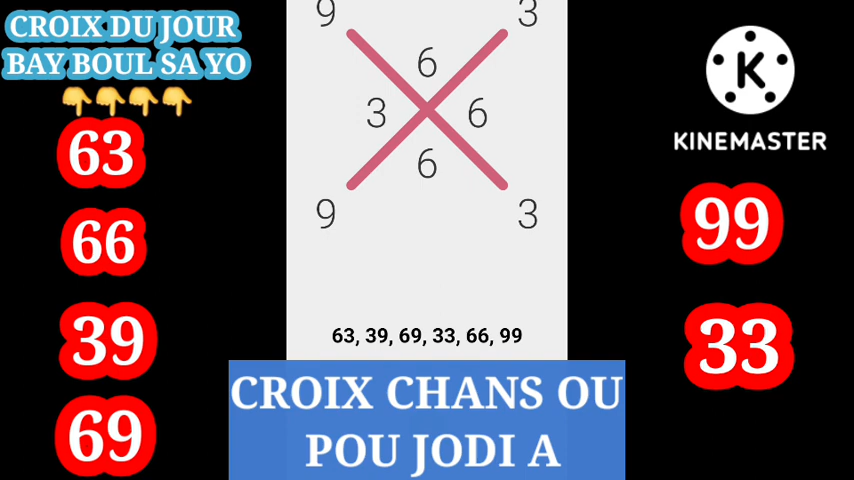 CROIX DU JOUR
BAY BOUL SA YO
63
66
39
69
9 3
6
3 6
6
9 3
63, 39, 69, 33, 66, 99
CROIX CHANS OU
POU JODI A
K
KINEMASTER
99
33